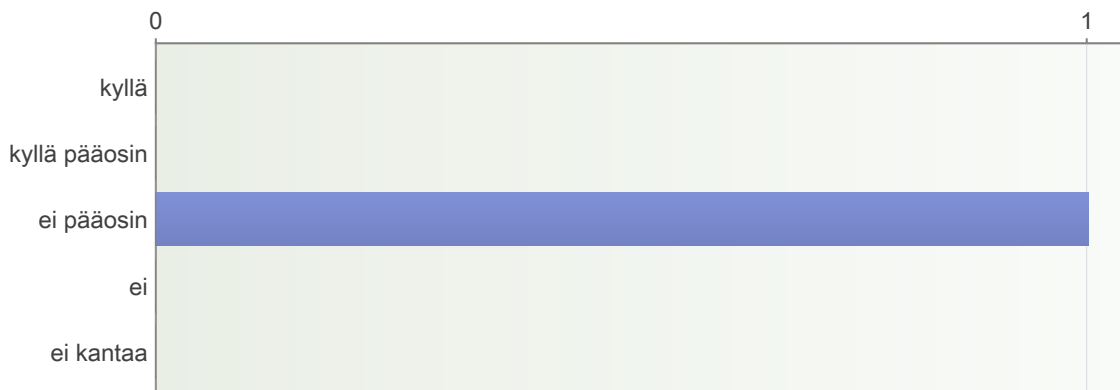 0 1
kyllä
kyllä pääosin
ei pääosin
ei
ei kantaa